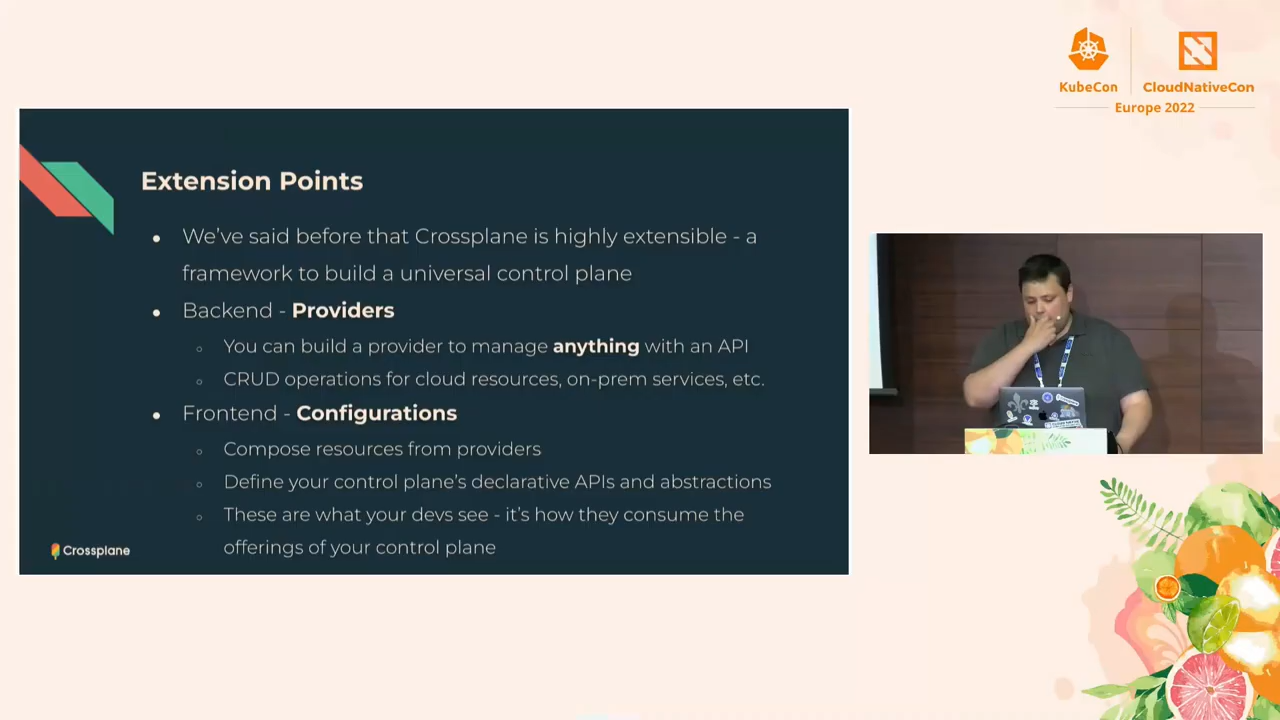 KubeCon
CloudNativeCon
Europe 2022
Extension Points
● We've said before that Crossplane is highly extensible - a
framework to build a universal control plane
● Backend - Providers
○ You can build a provider to manage anything with an API
○ CRUD operations for cloud resources, on-prem services, etc.
● Frontend - Configurations
○ Compose resources from providers
○ Define your control plane's declarative APIs and abstractions
○ These are what your devs see - it's how they consume the
offerings of your control plane
Crossplane